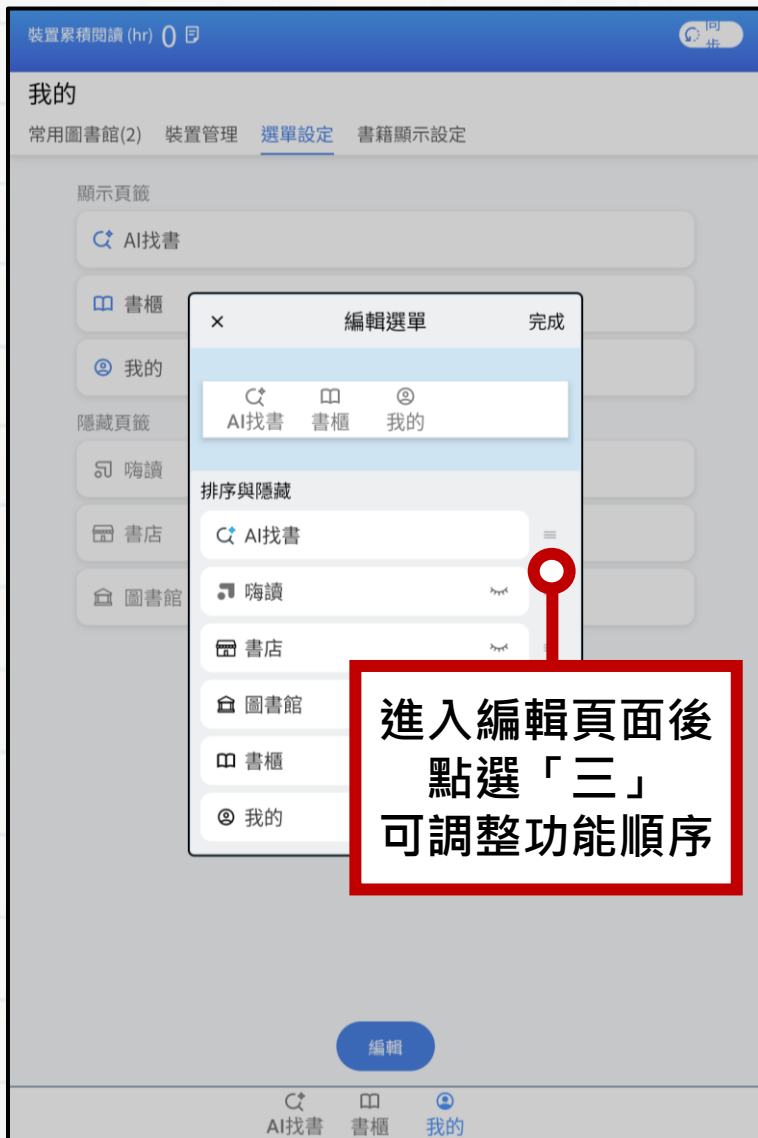 裝置累積閱讀 (hr) 0
同步
我的
常用圖書館(2) 裝置管理 選單設定 書籍顯示設定
顯示頁籤
AI找書
書櫃
我的
隱藏頁籤
嗨讀
書店
圖書館
× 編輯選單 完成
AI找書 書櫃 我的
排序與隱藏
AI找書
嗨讀
書店
圖書館
書櫃
我的
進入編輯頁面後
點選「三」
可調整功能順序
編輯
AI找書 書櫃 我的